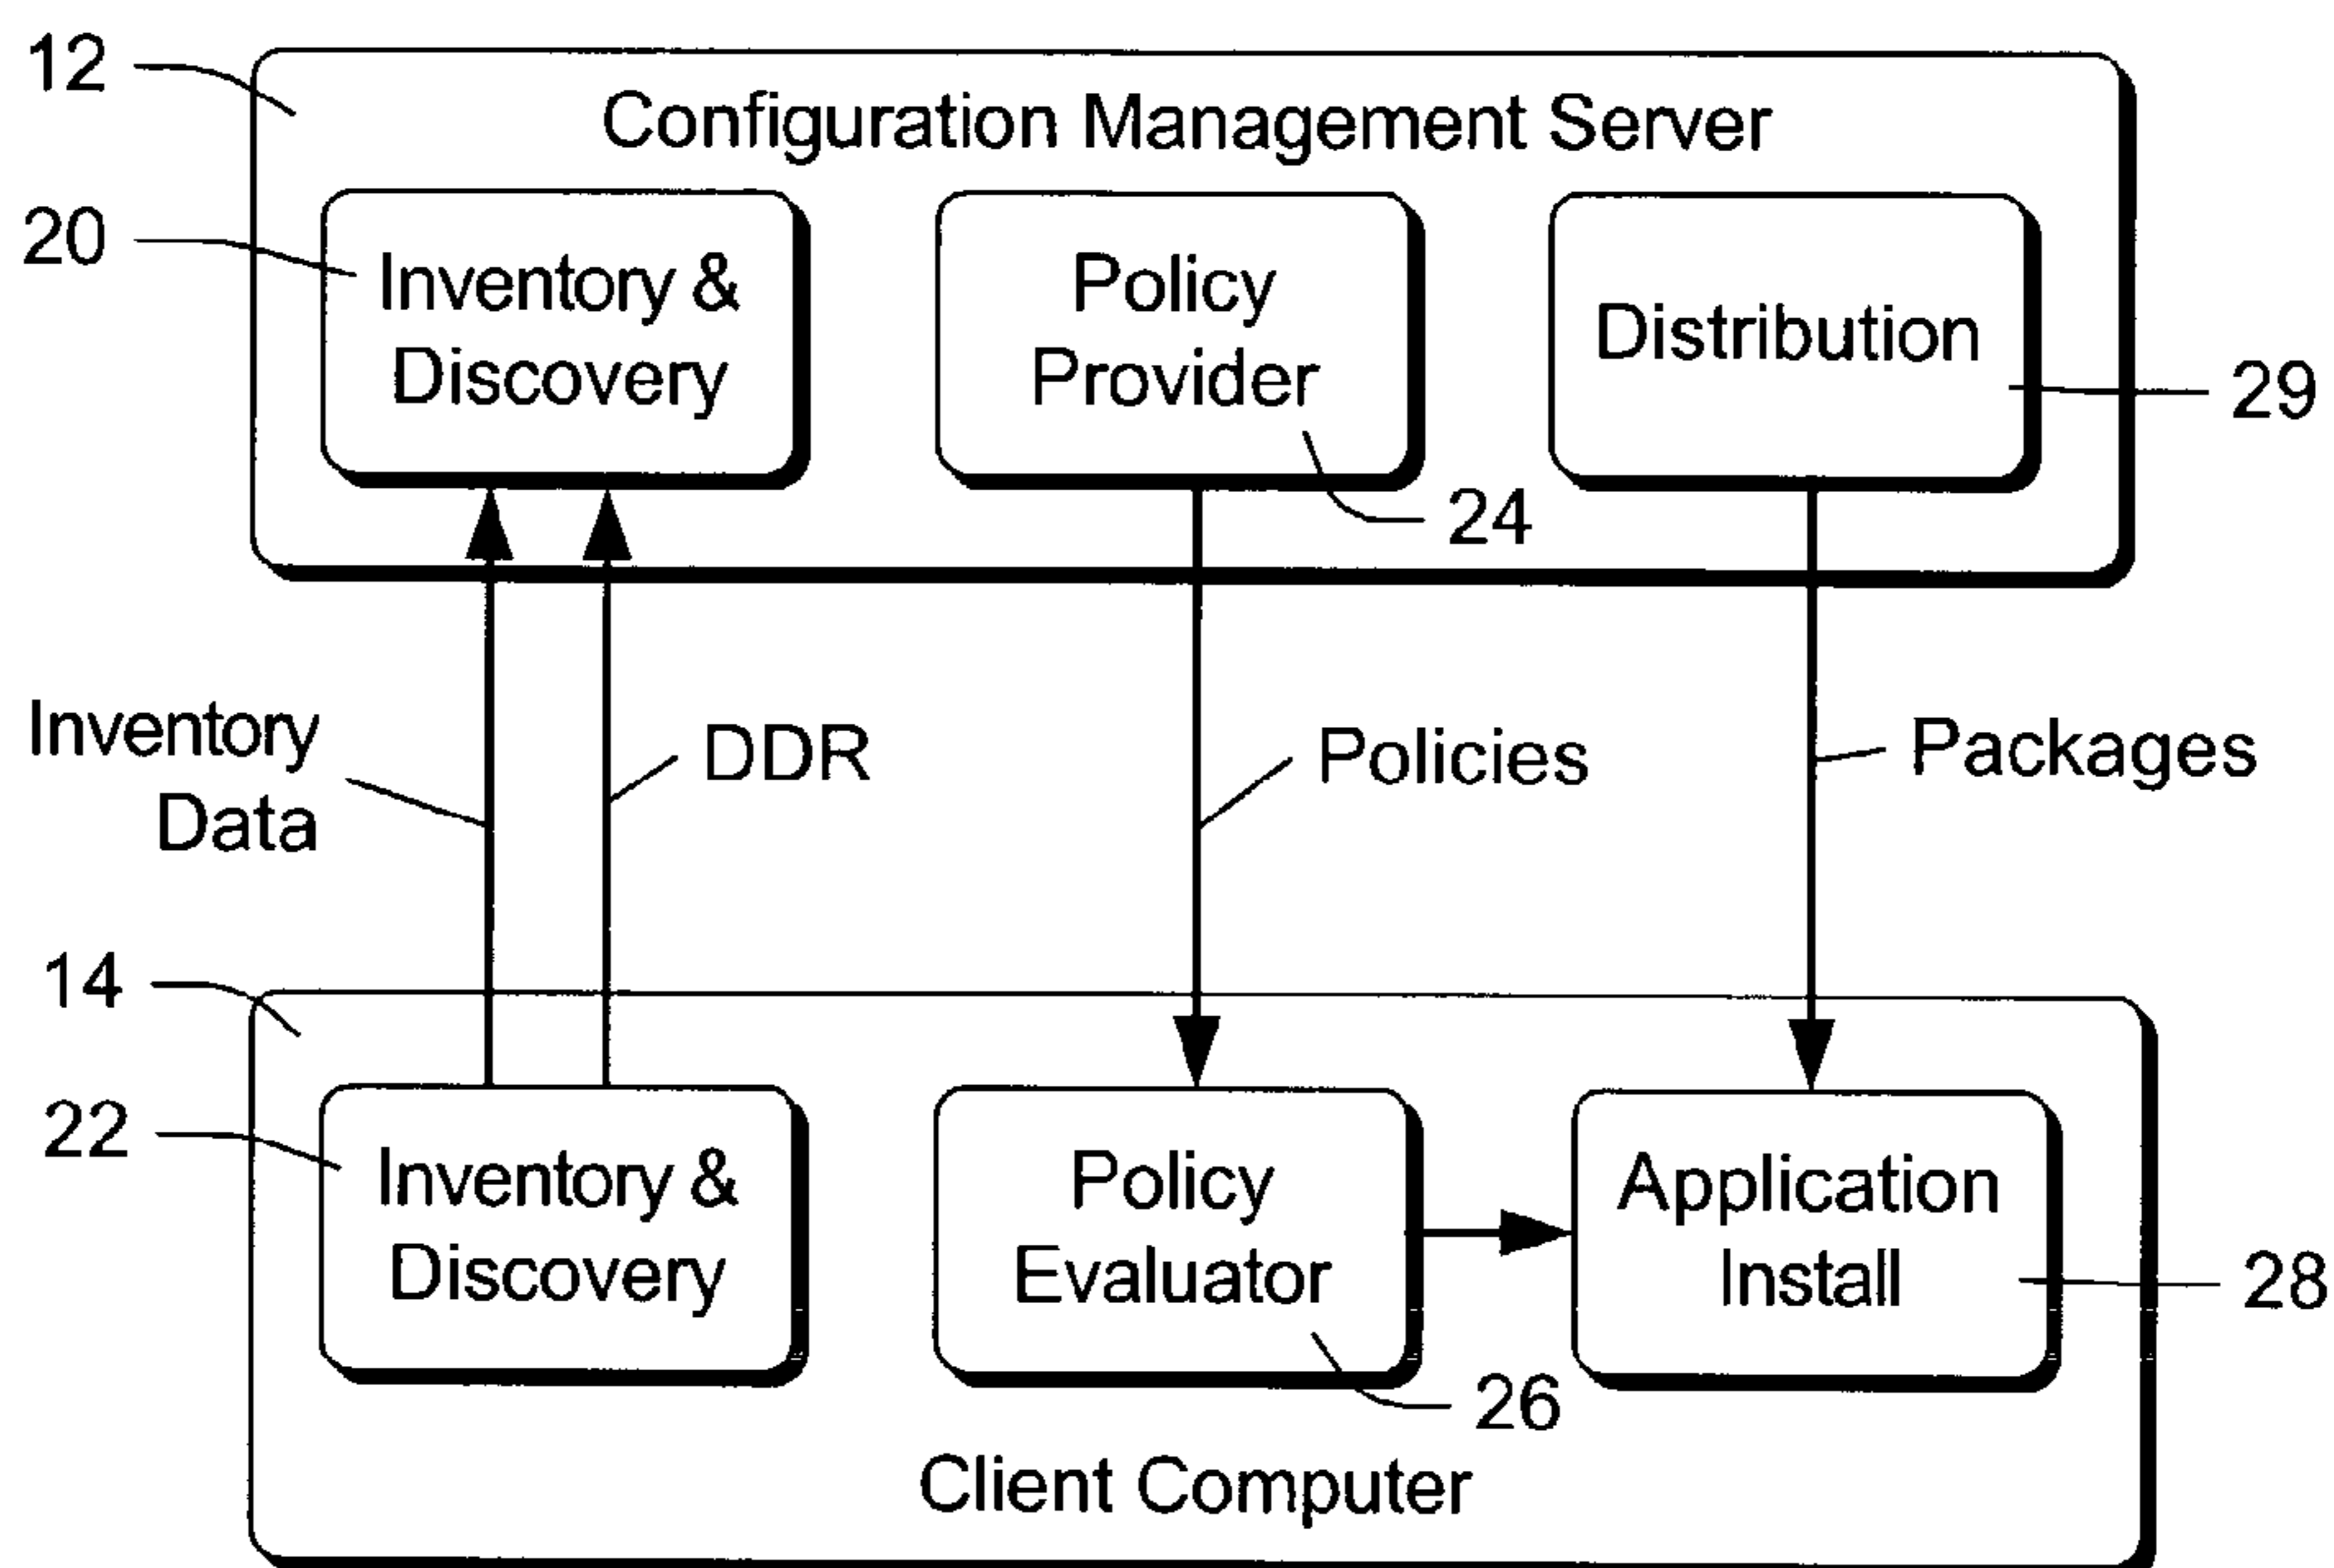 12
Configuration Management Server
20
Inventory &
Discovery
Policy
Provider
Distribution
29
24
Inventory
Data
DDR
Policies
Packages
14
22
Inventory &
Discovery
Policy
Evaluator
Application
Install
28
26
Client Computer